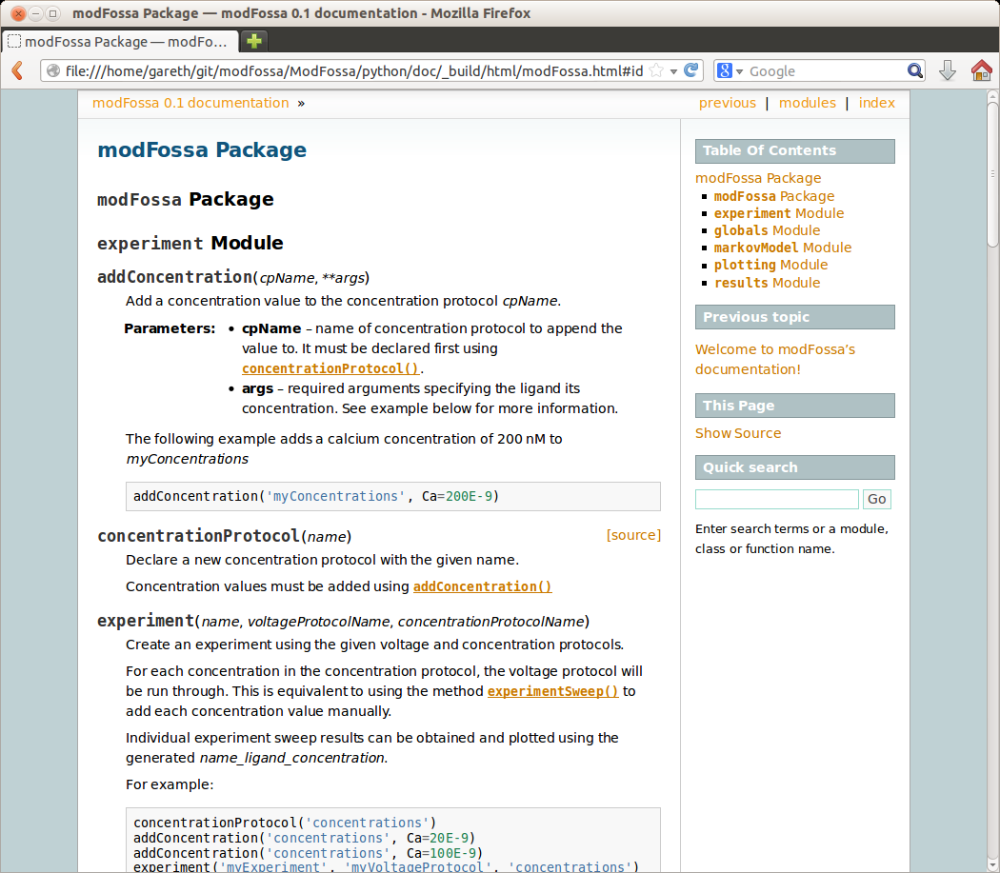 modFossa Package — modFossa 0.1 documentation - Mozilla Firefox
modFossa Package — modFo...
file:///home/gareth/git/modfossa/ModFossa/python/doc/_build/html/modFossa.html#id
Google
modFossa 0.1 documentation »
previous | modules | index
modFossa Package
modFossa Package
experiment Module
addConcentration(cpName, **args)
Add a concentration value to the concentration protocol cpName.
Parameters:
• cpName – name of concentration protocol to append the
value to. It must be declared first using
concentrationProtocol().
• args – required arguments specifying the ligand its
concentration. See example below for more information.
The following example adds a calcium concentration of 200 nM to
myConcentrations
addConcentration('myConcentrations', Ca=200E-9)
concentrationProtocol(name)
[source]
Declare a new concentration protocol with the given name.
Concentration values must be added using addConcentration()
experiment(name, voltageProtocolName, concentrationProtocolName)
Create an experiment using the given voltage and concentration protocols.
For each concentration in the concentration protocol, the voltage protocol will
be run through. This is equivalent to using the method experimentSweep() to
add each concentration value manually.
Individual experiment sweep results can be obtained and plotted using the
generated name_ligand_concentration.
For example:
concentrationProtocol('concentrations')
addConcentration('concentrations', Ca=20E-9)
addConcentration('concentrations', Ca=100E-9)
experiment('myExperiment', 'myVoltageProtocol', 'concentrations')
Table Of Contents
modFossa Package
modFossa Package
experiment Module
globals Module
markovModel Module
plotting Module
results Module
Previous topic
Welcome to modFossa's
documentation!
This Page
Show Source
Quick search
Go
Enter search terms or a module,
class or function name.